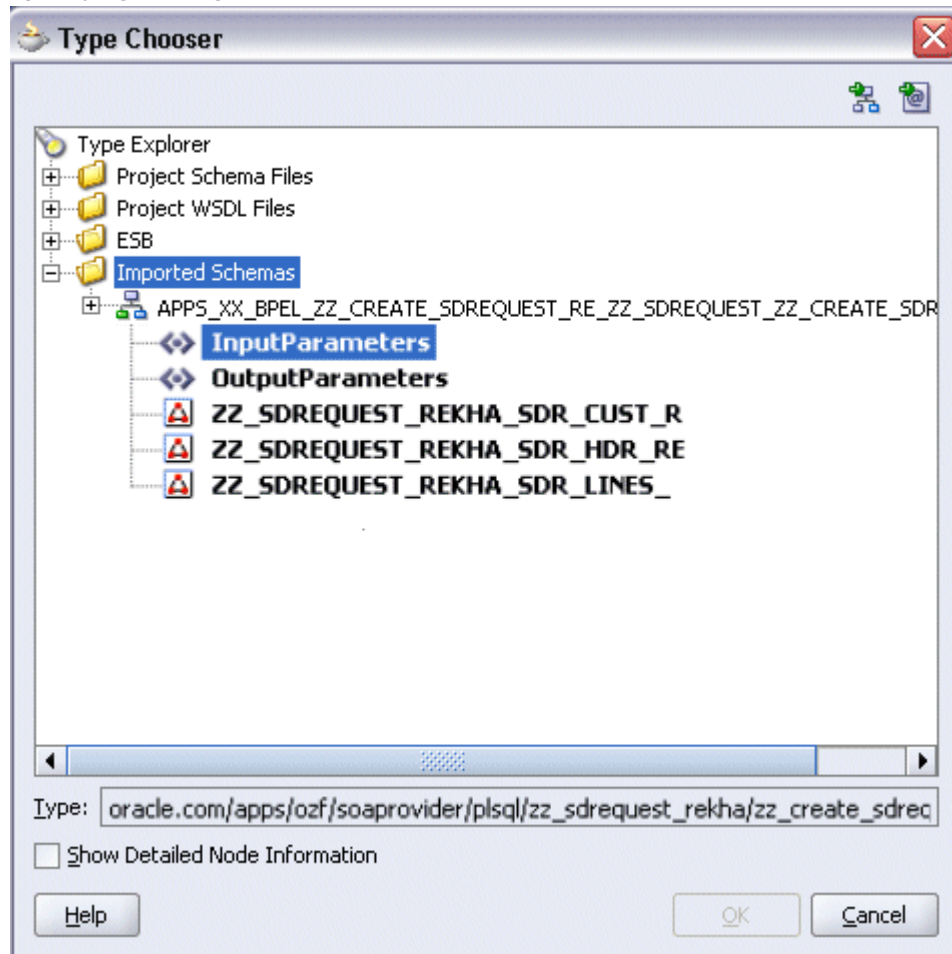 Type Chooser
Type Explorer
Project Schema Files
Project WSDL Files
ESB
Imported Schemas
APPS_XX_BPEL_ZZ_CREATE_SDREQUEST_RE_ZZ_SDREQUEST_ZZ_CREATE_SDR
InputParameters
OutputParameters
ZZ_SDREQUEST_REKHA_SDR_CUST_R
ZZ_SDREQUEST_REKHA_SDR_HDR_RE
ZZ_SDREQUEST_REKHA_SDR_LINES_
Type: oracle.com/apps/ozf/soaprovider/plsql/zz_sdrequest_rekha/zz_create_sdreq
Show Detailed Node Information
Help OK Cancel